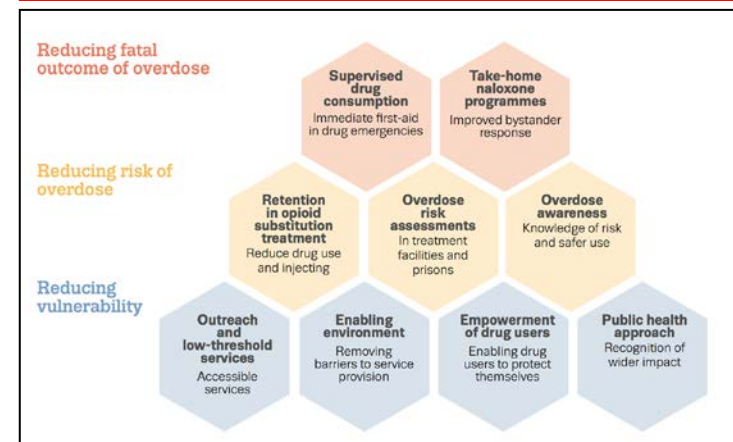 Reducing fatal
outcome of overdose
Supervised
drug
consumption
Immediate first-aid
in drug emergencies
Take-home
naloxone
programmes
Improved bystander
response
Reducing risk of
overdose
Retention
in opioid
substitution
treatment
Reduce drug use
and injecting
Overdose
risk
assessments
In treatment
facilities and
prisons
Overdose
awareness
Knowledge of risk
and safer use
Reducing
vulnerability
Outreach
and
low-threshold
services
Accessible
services
Enabling
environment
Removing
barriers to service
provision
Empowerment
of drug users
Enabling drug
users to protect
themselves
Public health
approach
Recognition of
wider impact